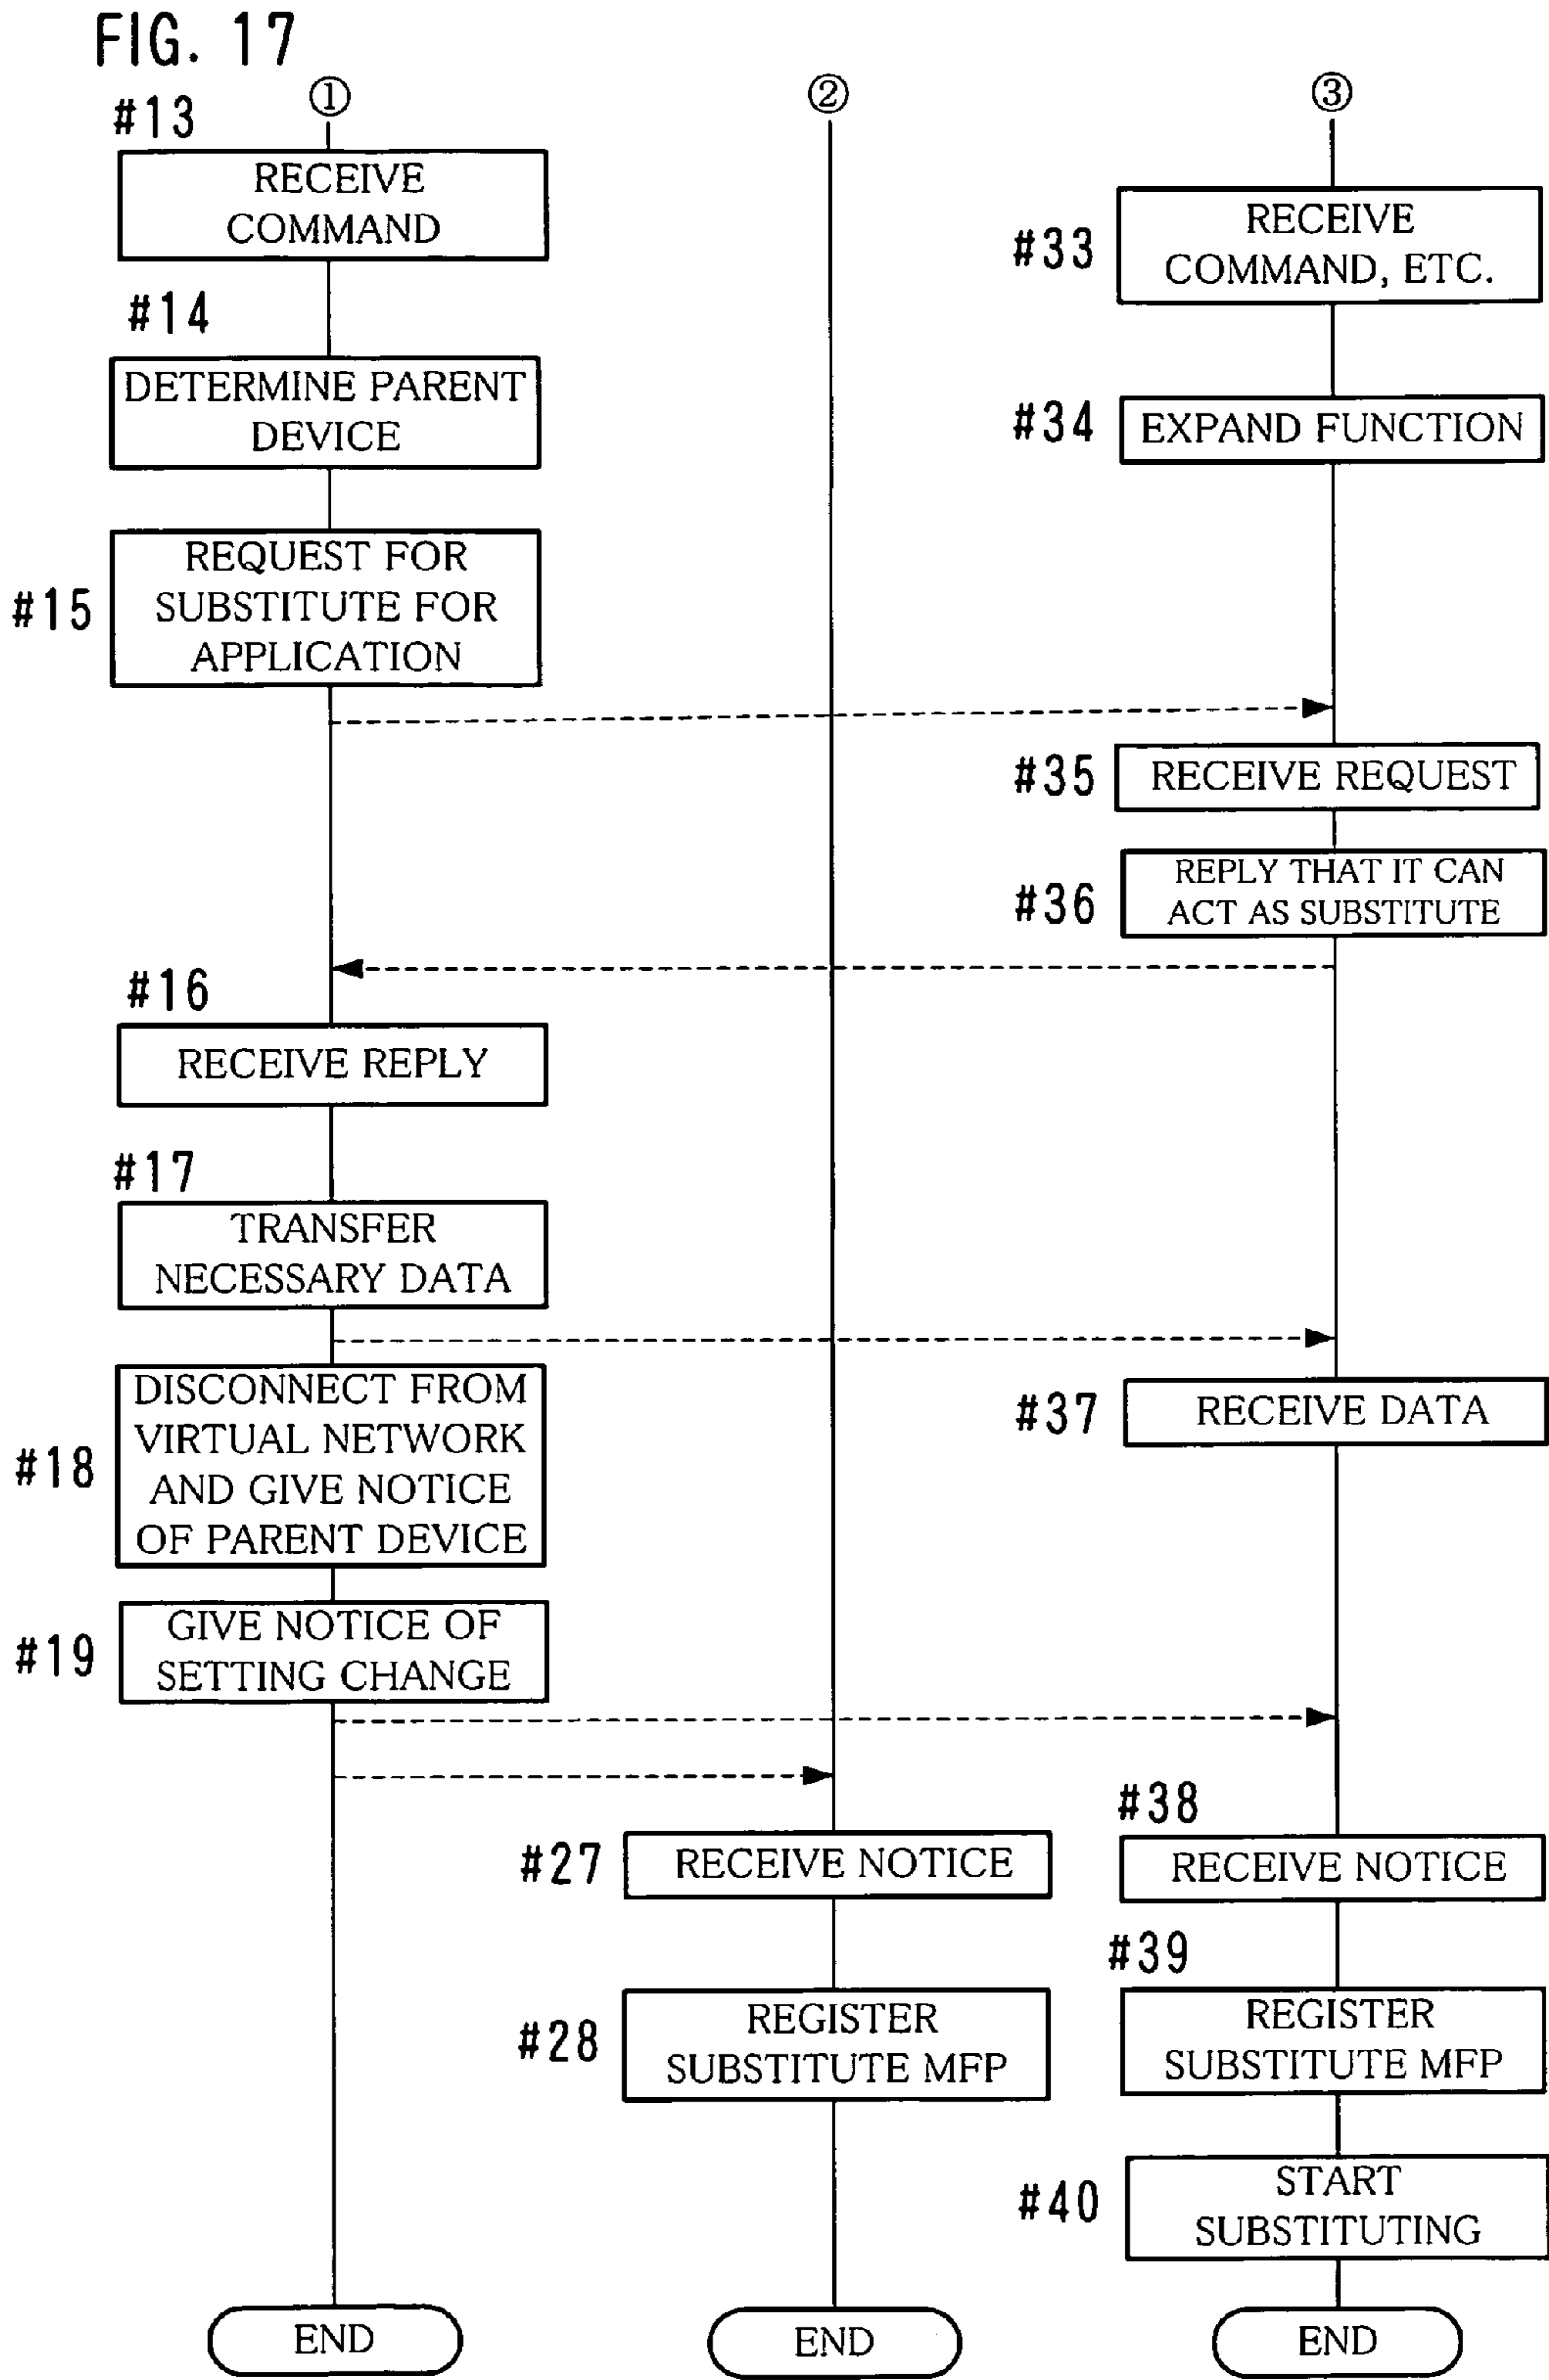 FIG. 17
①
②
③
#13
RECEIVE
COMMAND
#33
RECEIVE
COMMAND, ETC.
#14
DETERMINE PARENT
DEVICE
#34
EXPAND FUNCTION
#15
REQUEST FOR
SUBSTITUTE FOR
APPLICATION
#35
RECEIVE REQUEST
#36
REPLY THAT IT CAN
ACT AS SUBSTITUTE
#16
RECEIVE REPLY
#17
TRANSFER
NECESSARY DATA
#18
DISCONNECT FROM
VIRTUAL NETWORK
AND GIVE NOTICE
OF PARENT DEVICE
#37
RECEIVE DATA
#19
GIVE NOTICE OF
SETTING CHANGE
#27
RECEIVE NOTICE
#38
RECEIVE NOTICE
#28
REGISTER
SUBSTITUTE MFP
#39
REGISTER
SUBSTITUTE MFP
#40
START
SUBSTITUTING
END
END
END